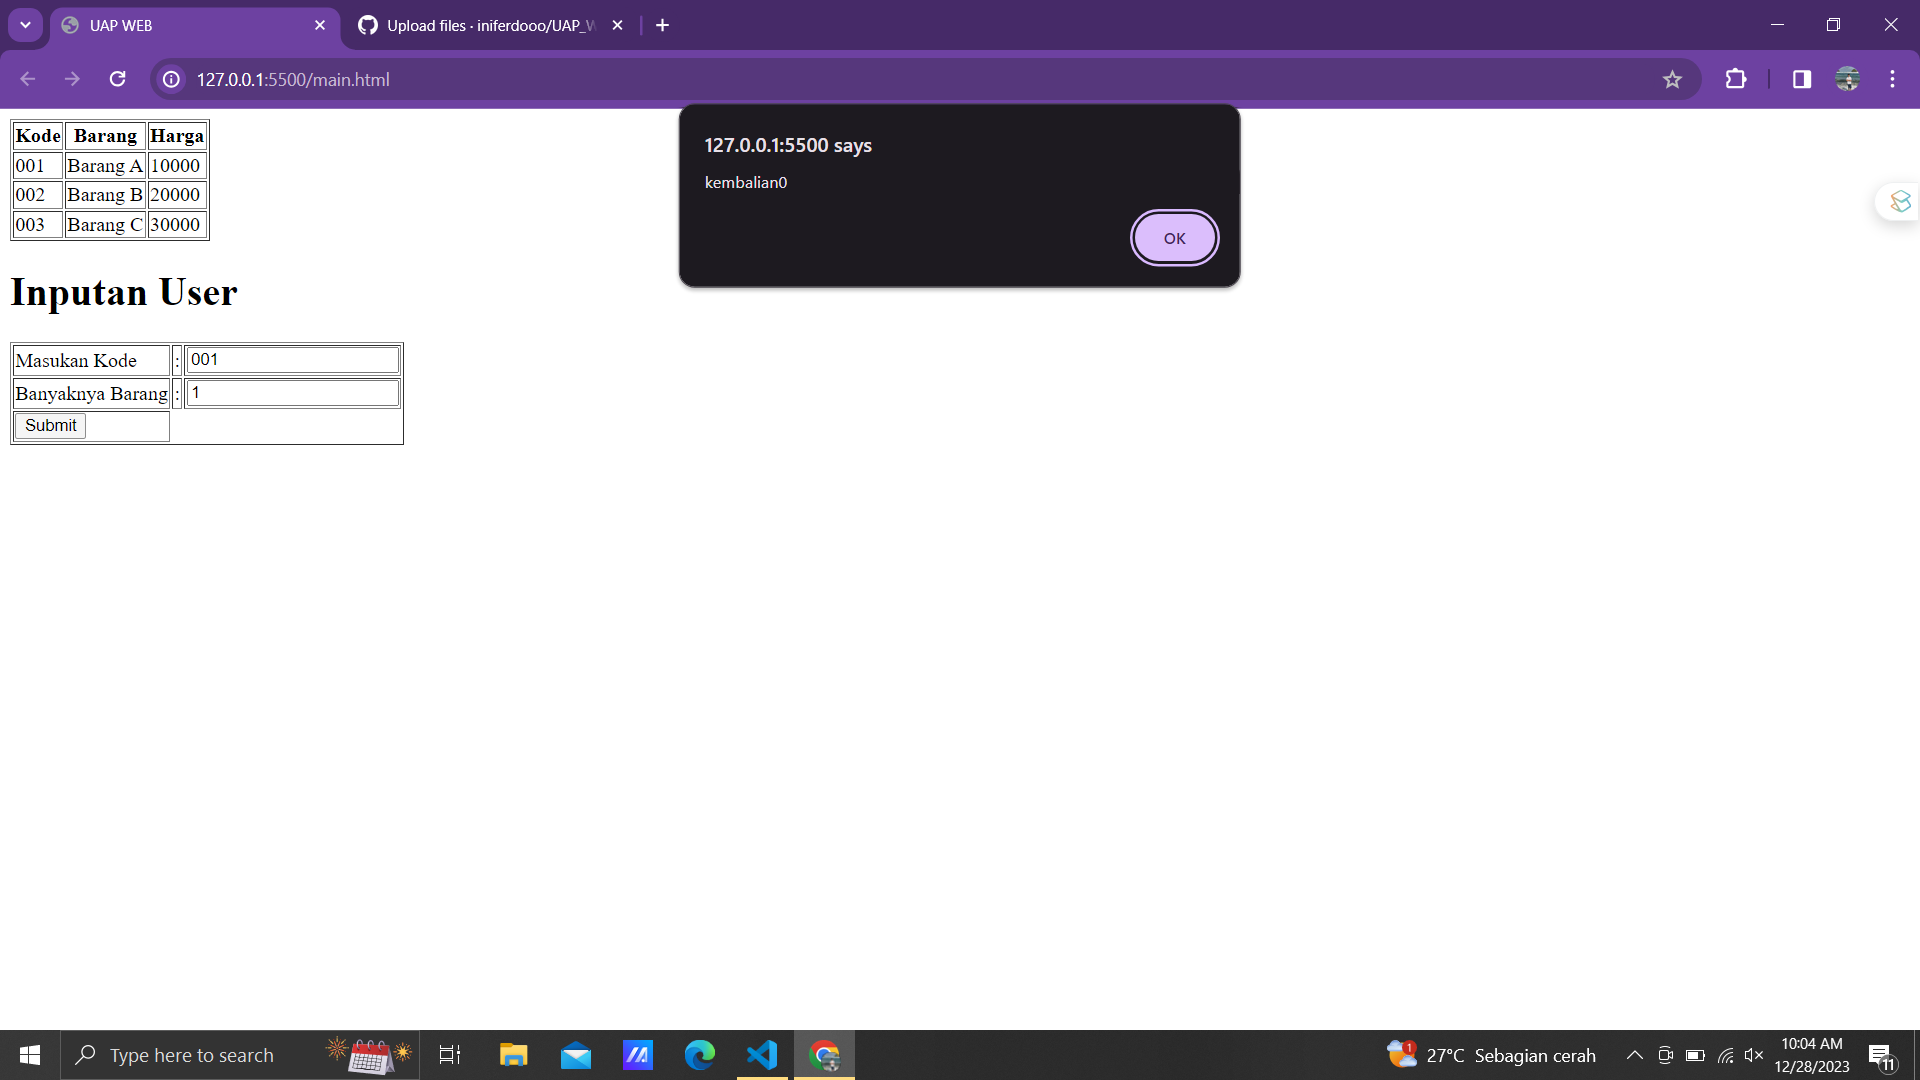 UAP WEB
Upload files · iniferdooo/UAP_W
127.0.0.1:5500/main.html
127.0.0.1:5500 says
kembalian0
OK
Kode Barang Harga
001 Barang A 10000
002 Barang B 20000
003 Barang C 30000
Inputan User
Masukan Kode : 001
Banyaknya Barang : 1
Submit
Type here to search
1
27°C Sebagian cerah
10:04 AM
12/28/2023
11